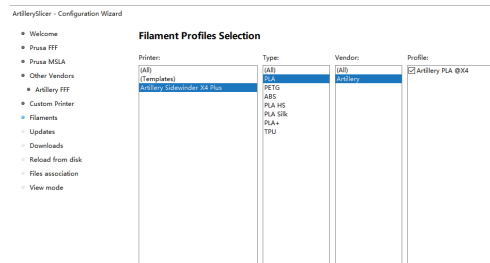 ArtillerySlicer - Configuration Wizard
Welcome
Prusa FFF
Prusa MSLA
Other Vendors
Artillery FFF
Custom Printer
Filaments
Updates
Downloads
Reload from disk
Files association
View mode
Filament Profiles Selection
Printer:
(All)
(Templates)
Artillery Sidewinder X4 Plus
Type:
(All)
PLA
PETG
ABS
PLA HS
PLA Silk
PLA+
TPU
Vendor:
(All)
Artillery
Profile:
Artillery PLA @X4